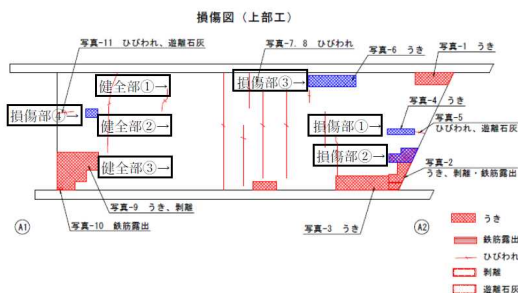 損傷図（上部工）
写真-11 ひびわれ、遊離石灰
写真-7. 8 ひびわれ
写真-6 うき
写真-1 うき
健全部①→
損傷部③→
損傷部④→
健全部②→
損傷部①→
写真-4 うき
写真-5
ひびわれ、遊離石灰
健全部③→
損傷部②→
写真-2
うき、剥離・鉄筋露出
写真-9 うき、剥離
写真-10 鉄筋露出
写真-3 うき
A1
A2
うき
鉄筋露出
ひびわれ
剥離
遊離石灰